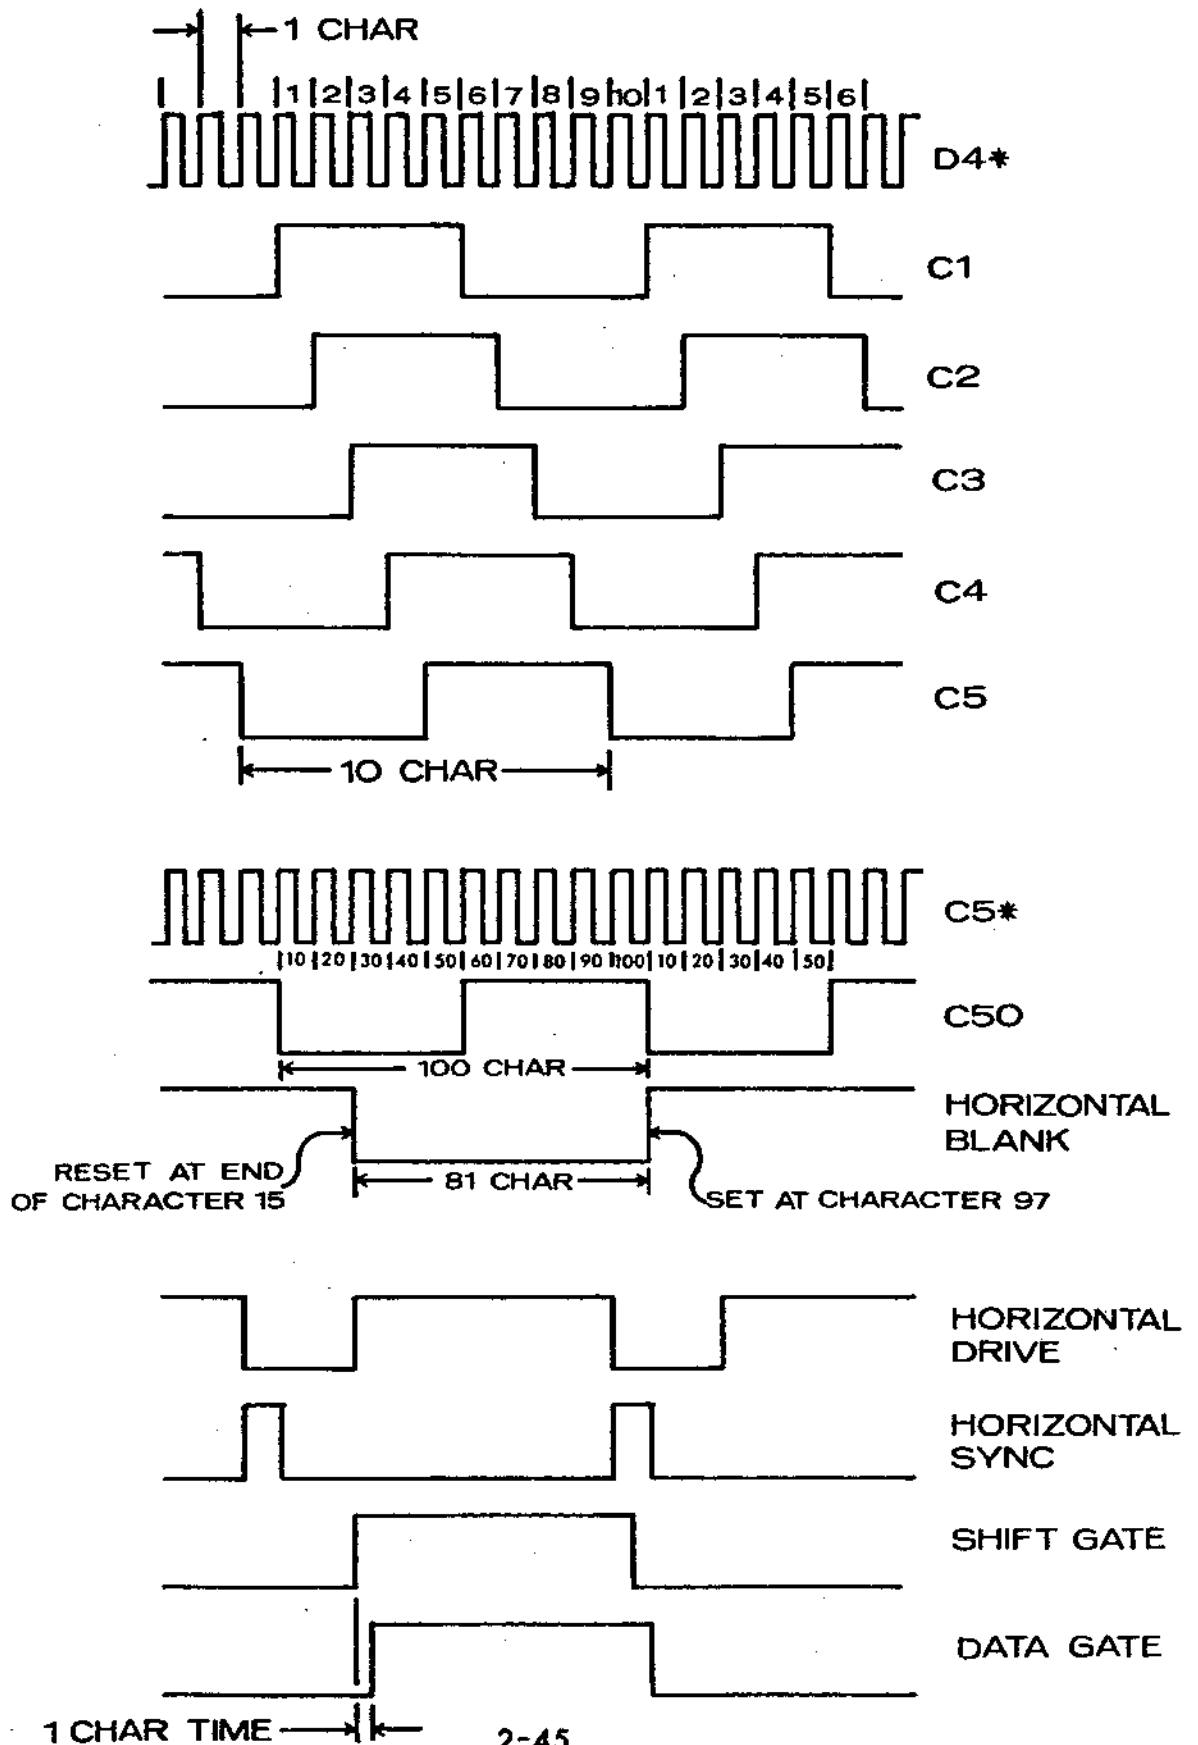 1 CHAR
|1|2|3|4|5|6|7|8|9|10|1|2|3|4|5|6|
D4*
C1
C2
C3
C4
C5
10 CHAR
C5*
|10|20|30|40|50|60|70|80|90|100|10|20|30|40|50|
C50
100 CHAR
HORIZONTAL
BLANK
RESET AT END
OF CHARACTER 15
81 CHAR
SET AT CHARACTER 97
HORIZONTAL
DRIVE
HORIZONTAL
SYNC
SHIFT GATE
DATA GATE
1 CHAR TIME
2-45